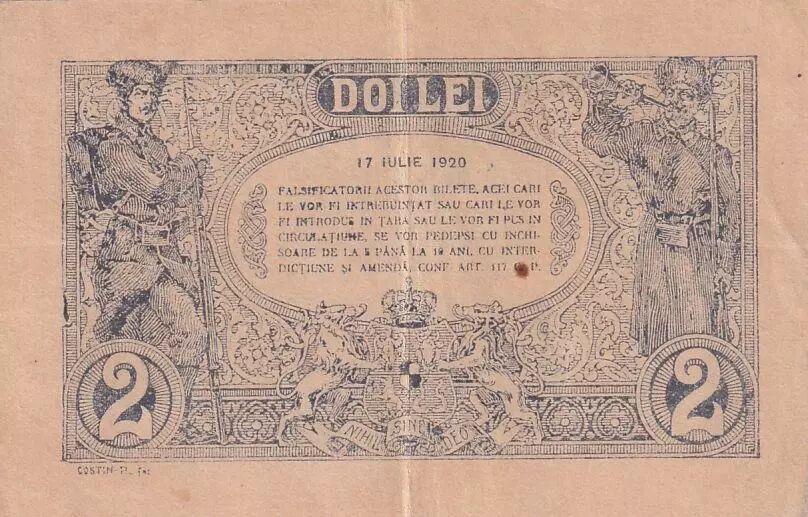 DOI LEI
17 IULIE 1920
FALSIFICATORII ACESTOR BILETE, ACEI CARI
LE VOR FI INTREBUINȚAT SAU CARI LE VOR
FI INTRODUS IN ȚARA SAU LE VOR FI PUS IN
CIRCULAȚIUNE, SE VOR PEDEPSI CU INCHI-
SOARE DE LA 5 PÂNĂ LA 10 ANI, CU INTER-
DICȚIUNE ȘI AMENDĂ, CONF. ART. 117 P.
2 2
NIHIL SINE DEO
COSTIN